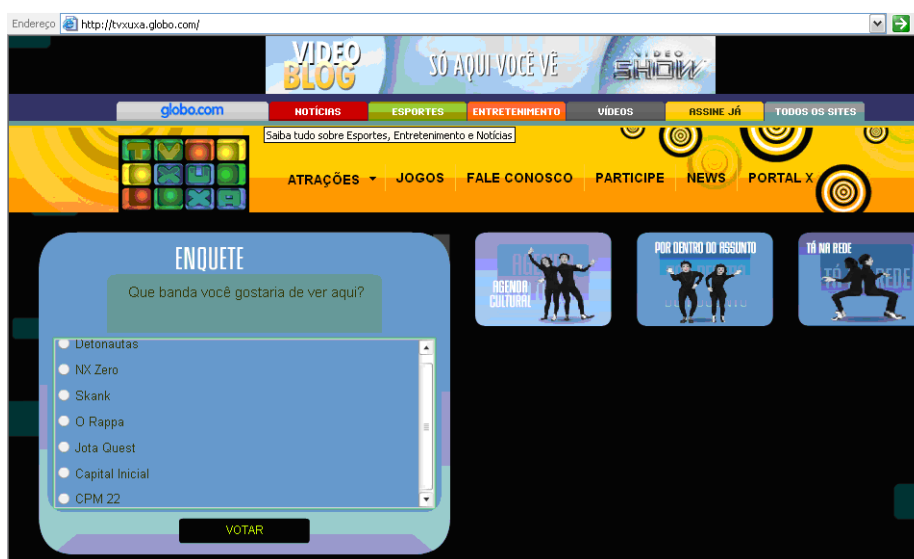 Endereço http://tvxuxa.globo.com/
VIDEO BLOG SÓ AQUI VOCÊ VÊ VIDEO SHOW
globo.com NOTÍCIAS ESPORTES ENTRETENIMENTO VÍDEOS ASSINE JÁ TODOS OS SITES
Saiba tudo sobre Esportes, Entretenimento e Notícias
TV XUXA
ATRAÇÕES JOGOS FALE CONOSCO PARTICIPE NEWS PORTAL X
ENQUETE
Que banda você gostaria de ver aqui?
Detonautas
NX Zero
Skank
O Rappa
Jota Quest
Capital Inicial
CPM 22
VOTAR
AGENDA
CULTURAL
POR DENTRO DO ASSUNTO
TÁ NA REDE